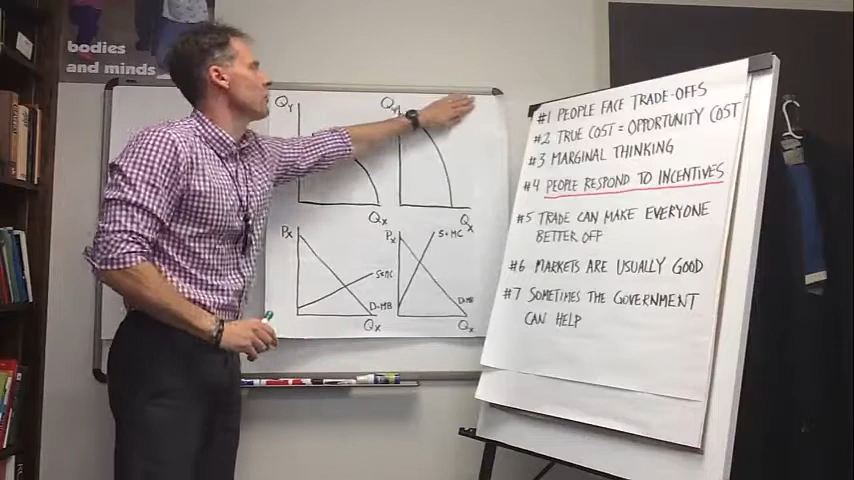 bodies
and minds
Qy
Qy
Qx
Qx
Px
Px
S=MC
S=MC
D=MB
D=MB
Qx
Qx
#1 PEOPLE FACE TRADE-OFFS
#2 TRUE COST = OPPORTUNITY COST
#3 MARGINAL THINKING
#4 PEOPLE RESPOND TO INCENTIVES
#5 TRADE CAN MAKE EVERYONE
BETTER OFF
#6 MARKETS ARE USUALLY GOOD
#7 SOMETIMES THE GOVERNMENT
CAN HELP